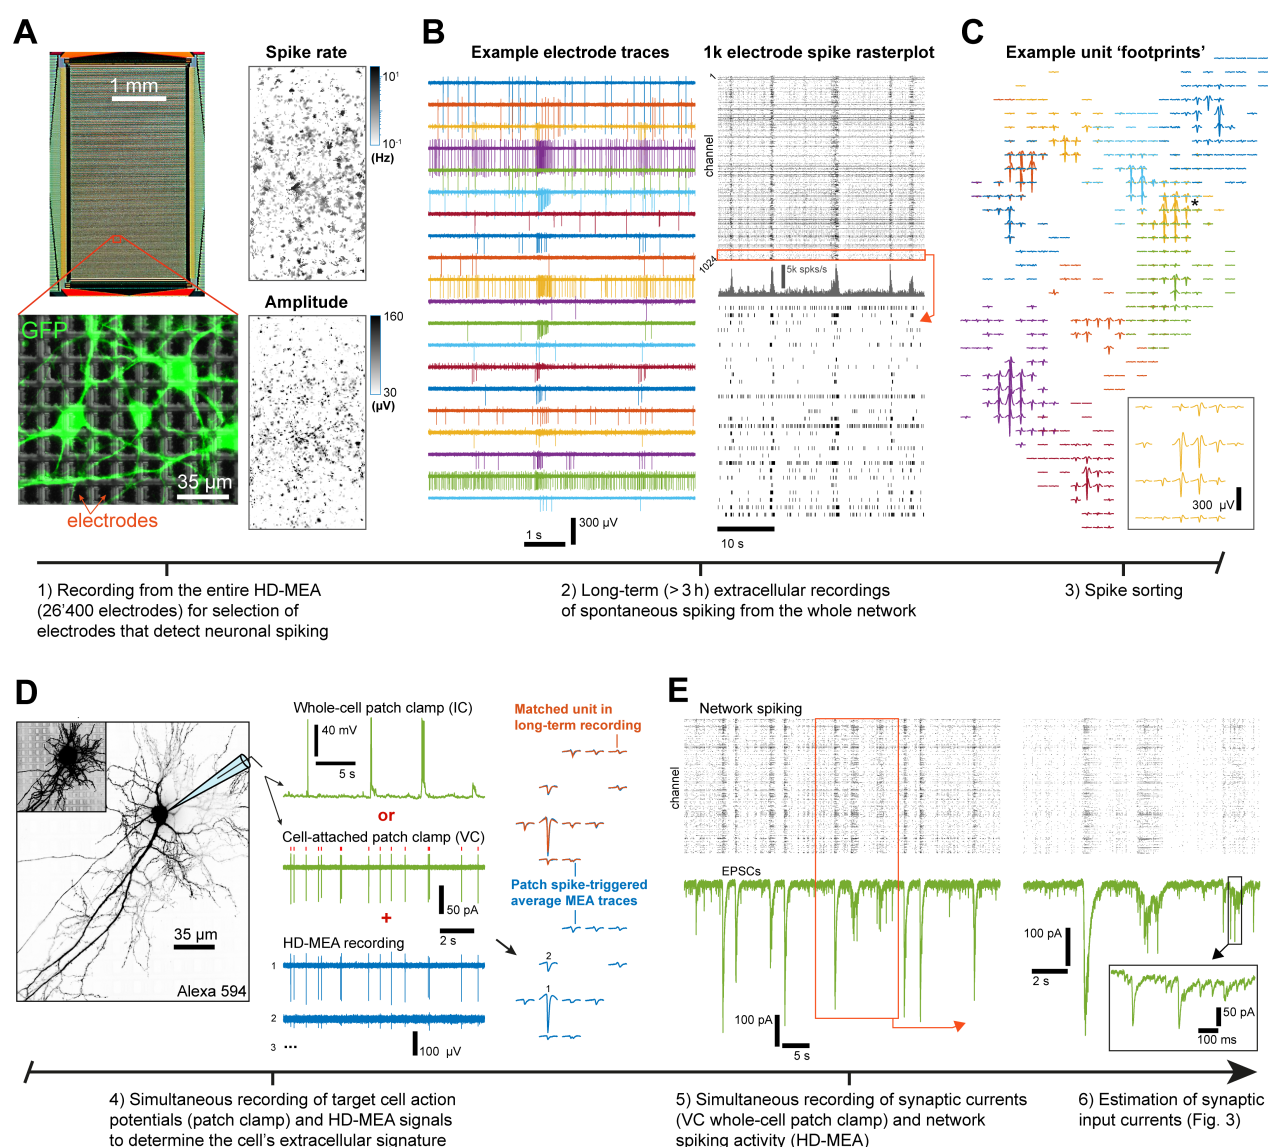 A
1 mm
GFP
35 µm
electrodes
Spike rate
10¹
10⁻¹
(Hz)
Amplitude
160
30
(µV)
B
Example electrode traces
1 s
300 µV
1k electrode spike rasterplot
1
channel
1024
5k spks/s
10 s
C
Example unit ‘footprints’
*
300 µV
1) Recording from the entire HD-MEA
(26’400 electrodes) for selection of
electrodes that detect neuronal spiking
2) Long-term (> 3 h) extracellular recordings
of spontaneous spiking from the whole network
3) Spike sorting
D
35 µm
Alexa 594
Whole-cell patch clamp (IC)
40 mV
5 s
or
Cell-attached patch clamp (VC)
50 pA
+
2 s
HD-MEA recording
1
2
3 ...
100 µV
Matched unit in
long-term recording
Patch spike-triggered
average MEA traces
2
1
E
Network spiking
channel
EPSCs
100 pA
5 s
100 pA
2 s
50 pA
100 ms
4) Simultaneous recording of target cell action
potentials (patch clamp) and HD-MEA signals
to determine the cell’s extracellular signature
5) Simultaneous recording of synaptic currents
(VC whole-cell patch clamp) and network
spiking activity (HD-MEA)
6) Estimation of synaptic
input currents (Fig. 3)